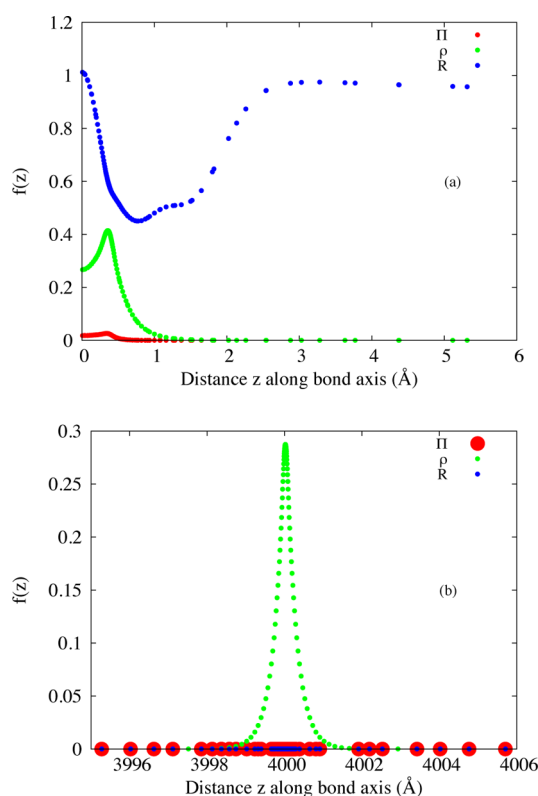 1.2
1
0.8
0.6
0.4
0.2
0
0 1 2 3 4 5 6
f(z)
Distance z along bond axis (Å)
Π
ρ
R
(a)
0.3
0.25
0.2
0.15
0.1
0.05
0
3996 3998 4000 4002 4004 4006
f(z)
Distance z along bond axis (Å)
Π
ρ
R
(b)